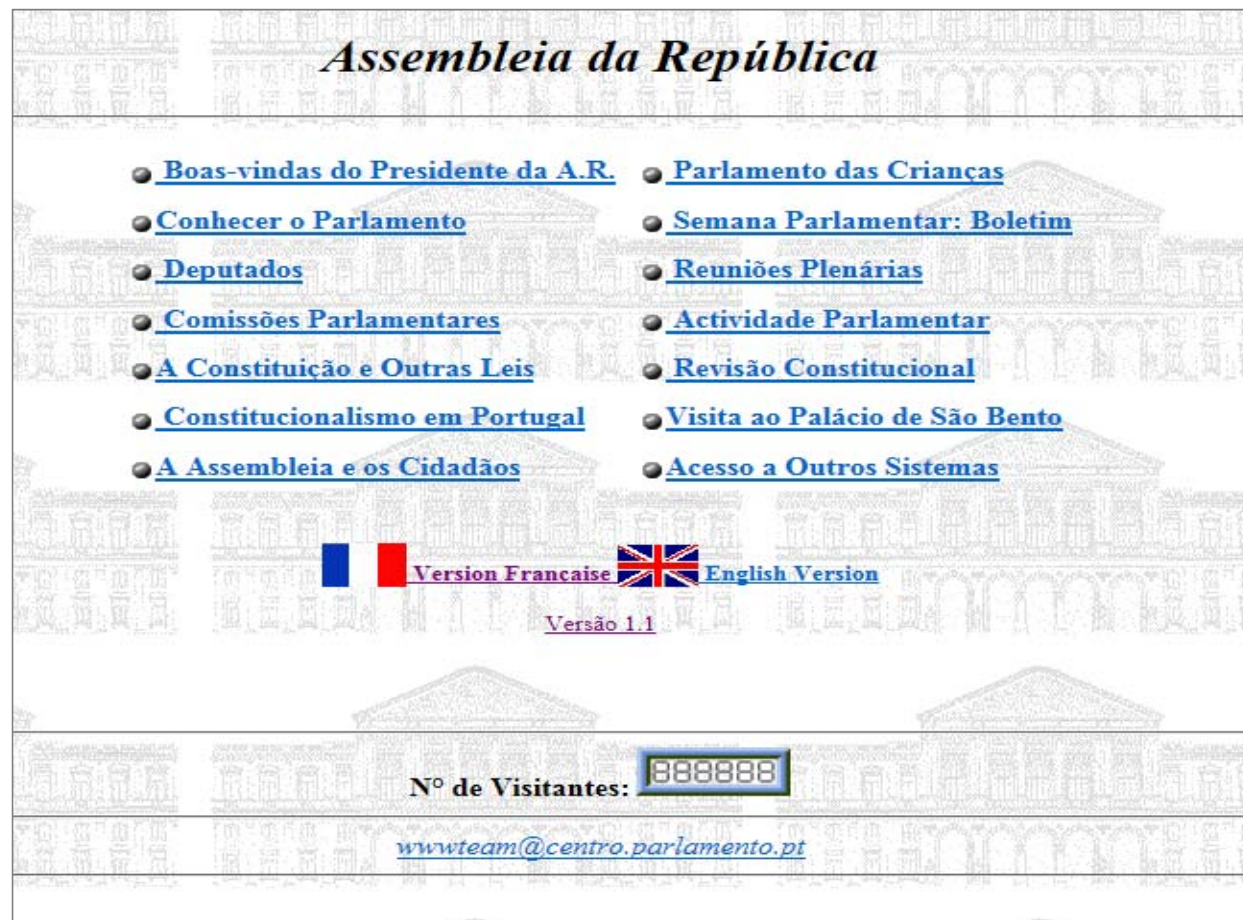 Assembleia da República
Boas-vindas do Presidente da A.R.
Parlamento das Crianças
Conhecer o Parlamento
Semana Parlamentar: Boletim
Deputados
Reuniões Plenárias
Comissões Parlamentares
Actividade Parlamentar
A Constituição e Outras Leis
Revisão Constitucional
Constitucionalismo em Portugal
Visita ao Palácio de São Bento
A Assembleia e os Cidadãos
Acesso a Outros Sistemas
Version Francaise English Version
Versão 1.1
Nº de Visitantes: 888888
wwwteam@centro.parlamento.pt